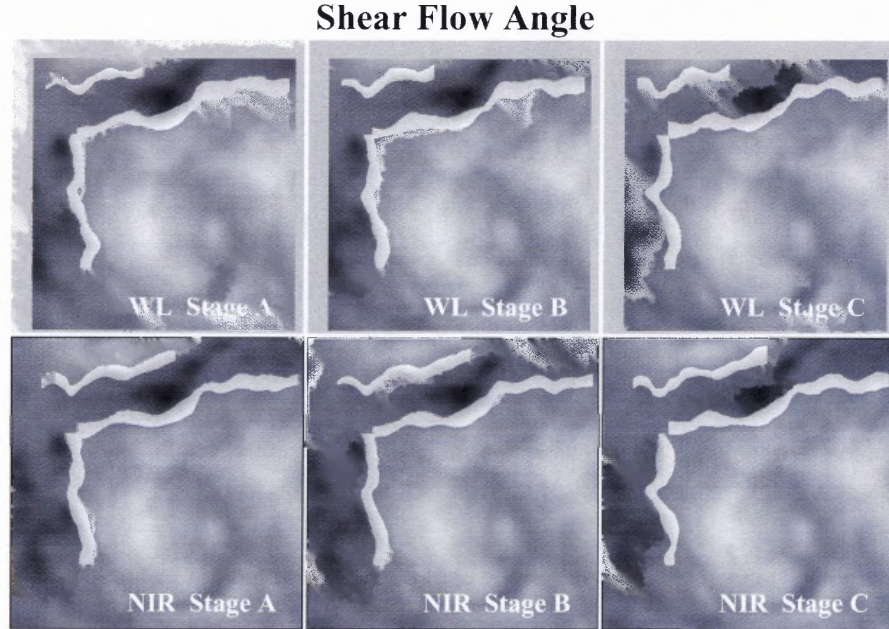 Shear Flow Angle
WL Stage A
WL Stage B
WL Stage C
NIR Stage A
NIR Stage B
NIR Stage C